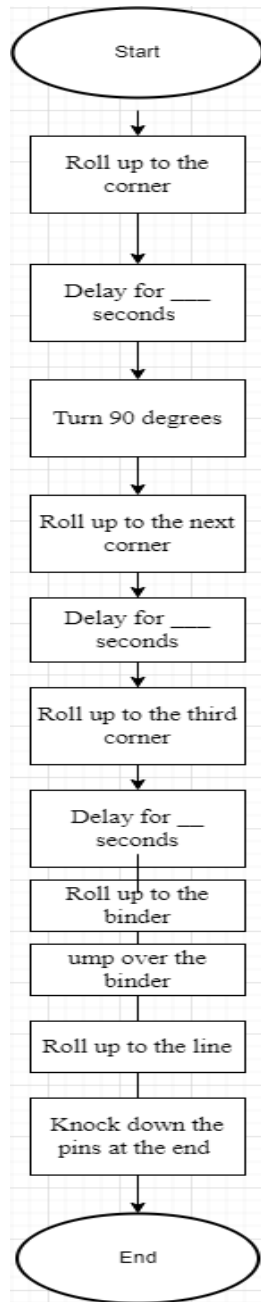 Start
Roll up to the
corner
Delay for ___
seconds
Turn 90 degrees
Roll up to the next
corner
Delay for ___
seconds
Roll up to the third
corner
Delay for __
seconds
Roll up to the
binder
ump over the
binder
Roll up to the line
Knock down the
pins at the end
End